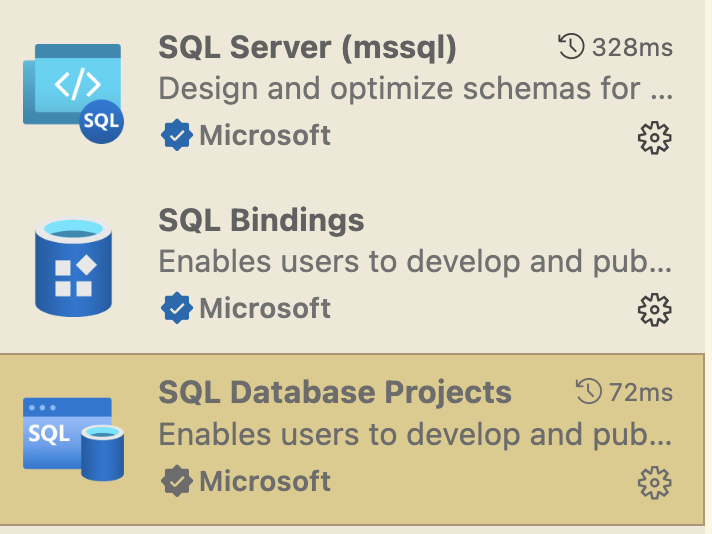 SQL Server (mssql) 328ms
Design and optimize schemas for ...
</> SQL
Microsoft
SQL Bindings
Enables users to develop and pub...
Microsoft
SQL Database Projects 72ms
Enables users to develop and pub...
SQL
Microsoft